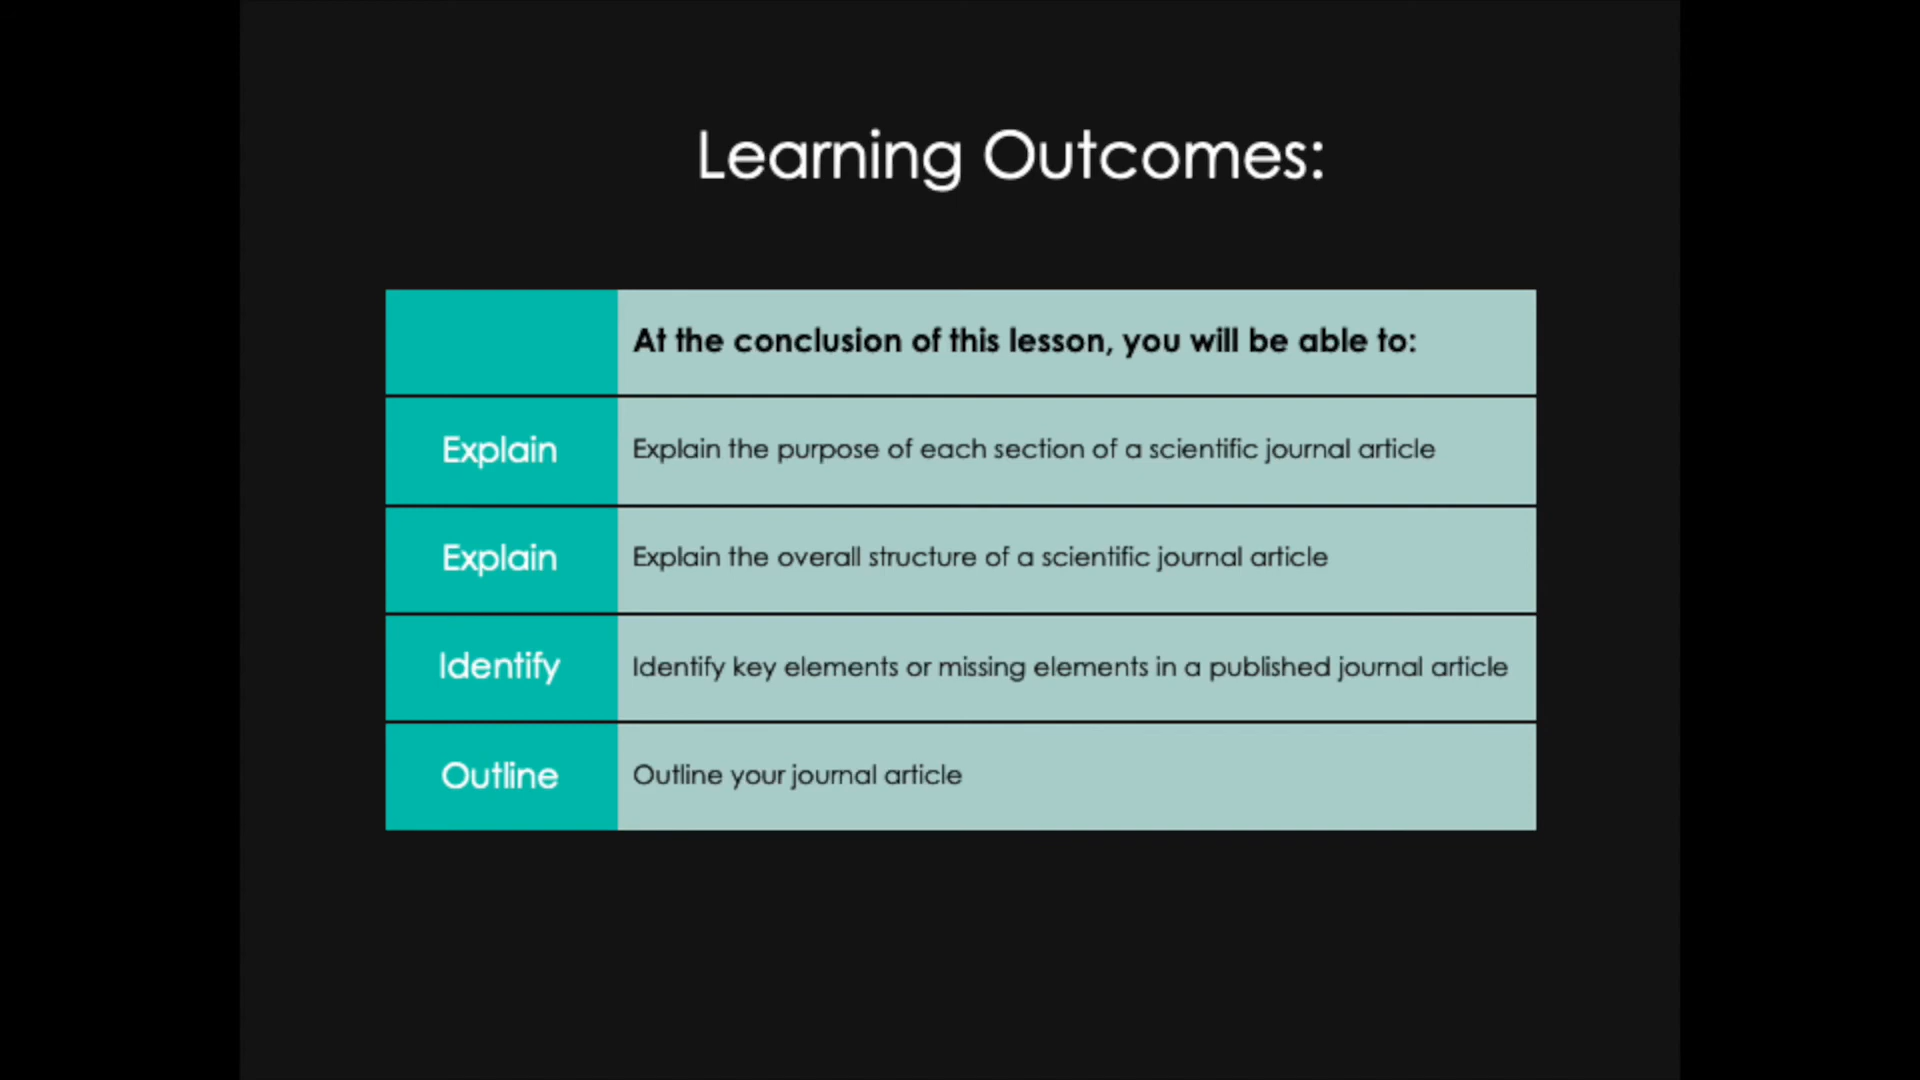 Learning Outcomes:
At the conclusion of this lesson, you will be able to:
Explain
Explain the purpose of each section of a scientific journal article
Explain
Explain the overall structure of a scientific journal article
Identify
Identify key elements or missing elements in a published journal article
Outline
Outline your journal article